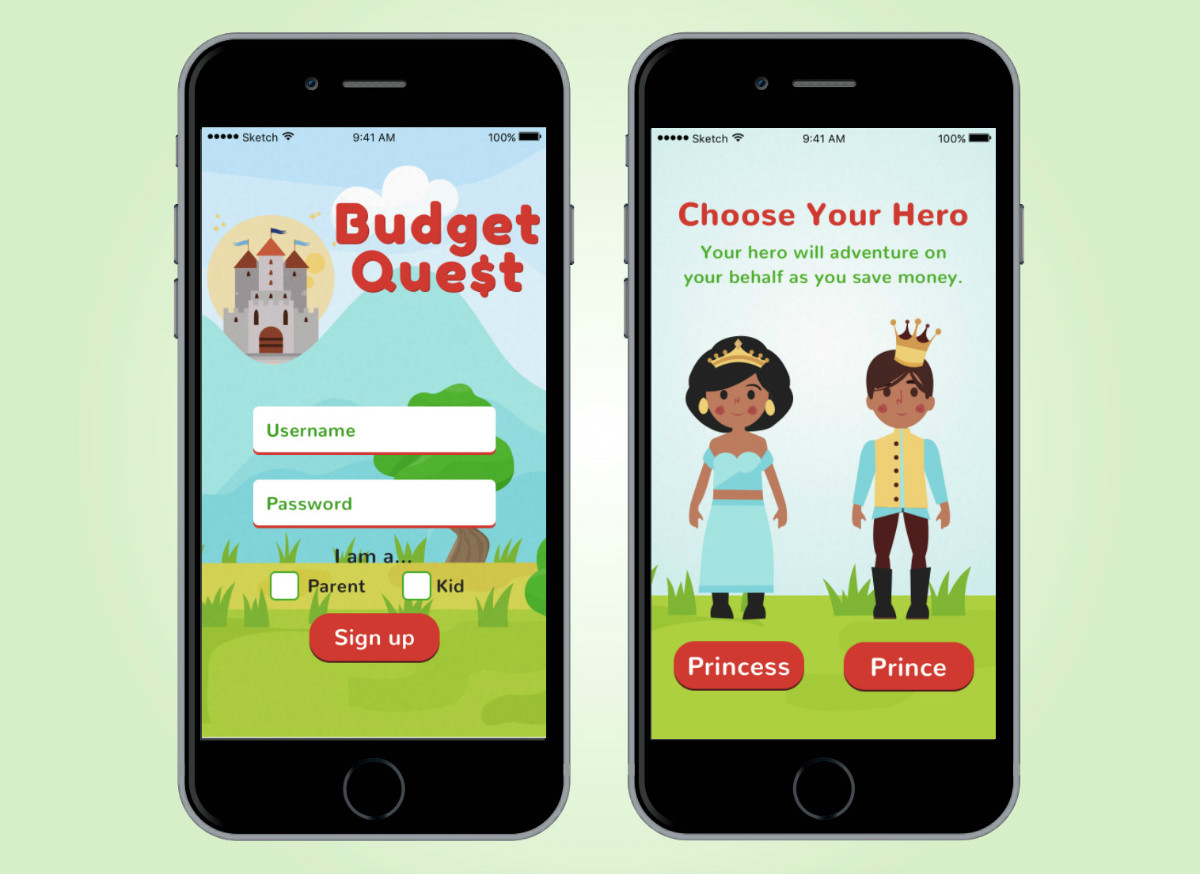 ●●●●● Sketch 9:41 AM 100%
Budget
Que$t
Username
Password
I am a...
Parent Kid
Sign up
●●●●● Sketch 9:41 AM 100%
Choose Your Hero
Your hero will adventure on
your behalf as you save money.
Princess Prince